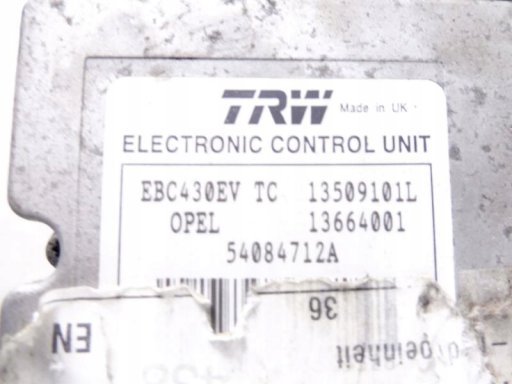 TRW Made in UK
ELECTRONIC CONTROL UNIT
EBC430EV TC 13509101L
OPEL 13664001
54084712A
36
EN